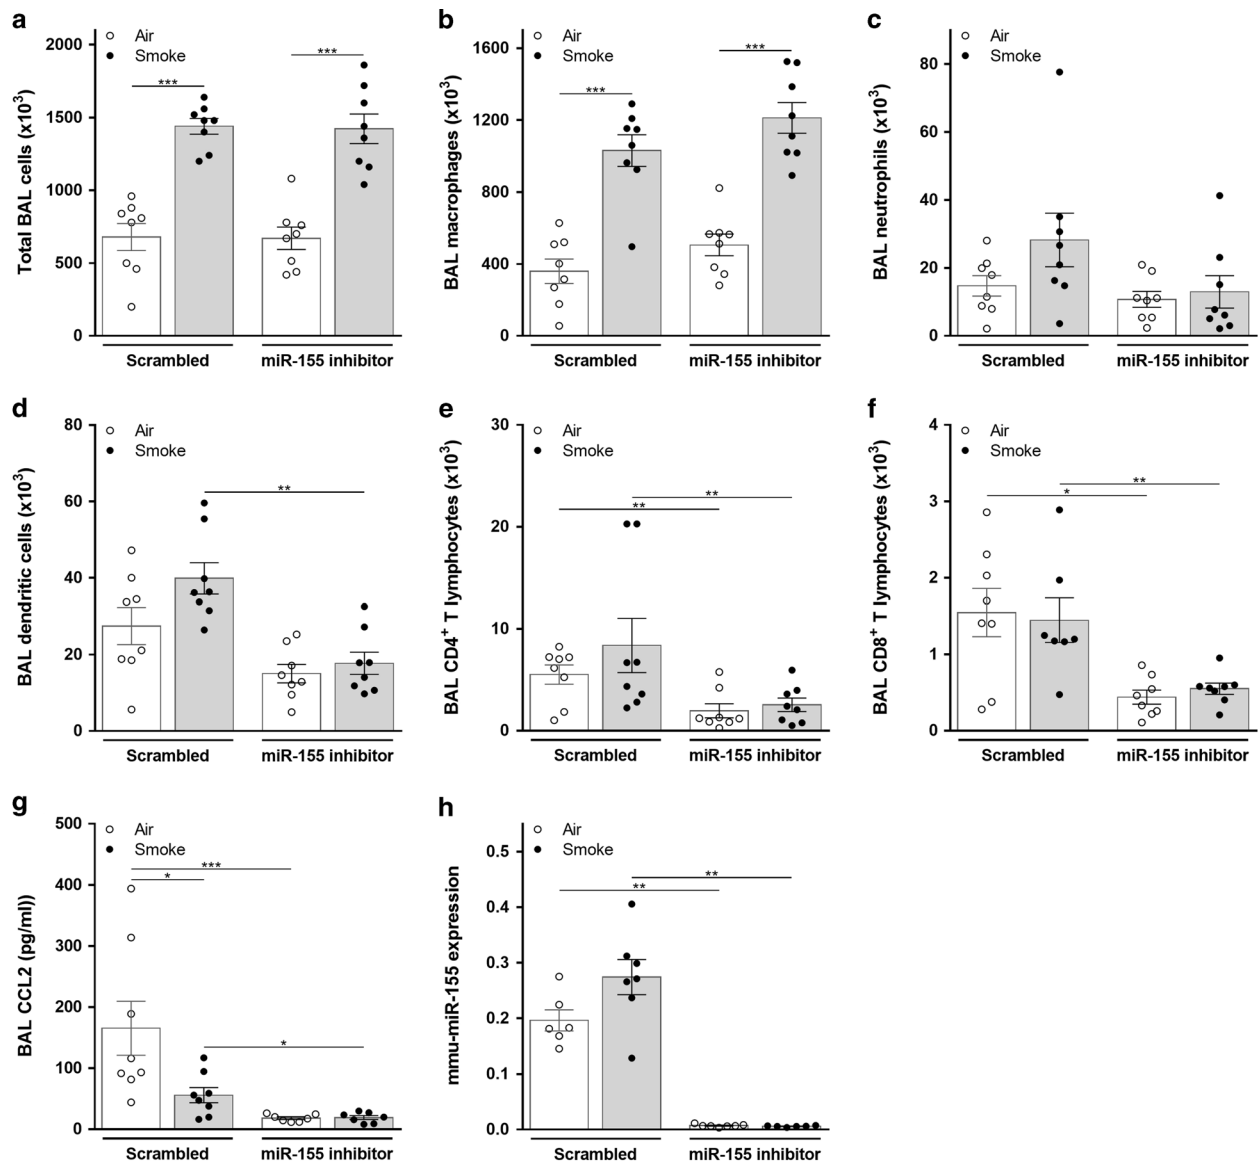 a
Total BAL cells (x10³)
2000
1500
1000
500
0
Air
Smoke
***
***
Scrambled
miR-155 inhibitor
b
BAL macrophages (x10³)
1600
1200
800
400
0
Air
Smoke
***
***
Scrambled
miR-155 inhibitor
c
BAL neutrophils (x10³)
80
60
40
20
0
Air
Smoke
Scrambled
miR-155 inhibitor
d
BAL dendritic cells (x10³)
80
60
40
20
0
Air
Smoke
**
Scrambled
miR-155 inhibitor
e
BAL CD4⁺ T lymphocytes (x10³)
30
20
10
0
Air
Smoke
**
**
Scrambled
miR-155 inhibitor
f
BAL CD8⁺ T lymphocytes (x10³)
4
3
2
1
0
Air
Smoke
**
*
Scrambled
miR-155 inhibitor
g
BAL CCL2 (pg/ml))
500
400
300
200
100
0
Air
Smoke
***
*
*
Scrambled
miR-155 inhibitor
h
mmu-miR-155 expression
0.5
0.4
0.3
0.2
0.1
0.0
Air
Smoke
**
**
Scrambled
miR-155 inhibitor